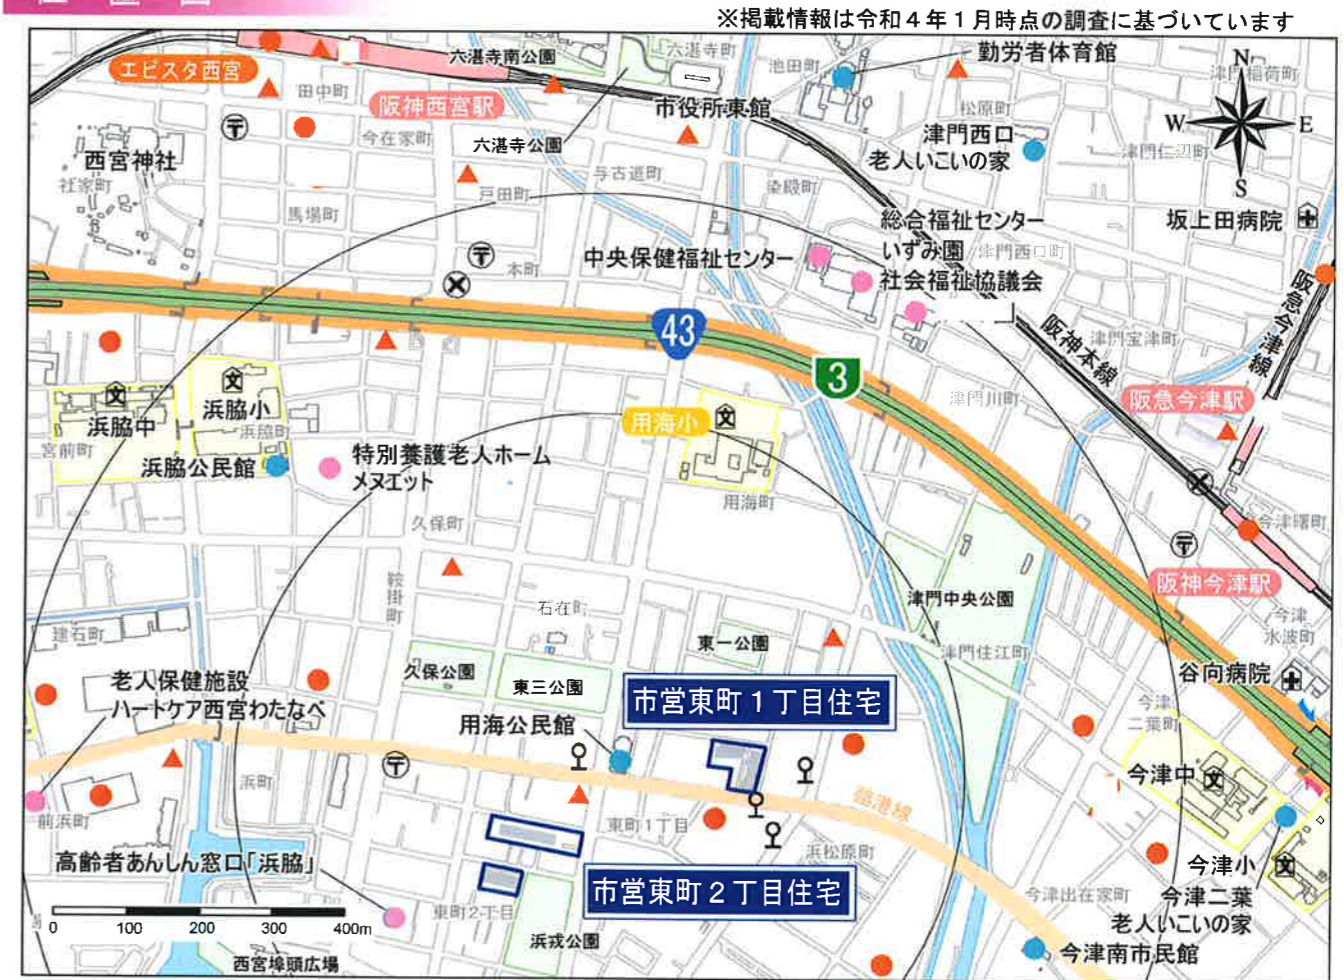 位置図
※掲載情報は令和４年１月時点の調査に基づいています
エビスタ西宮
六湛寺南公園
六湛寺町
池田町
勤労者体育館
N
津門稲荷町
田中町
阪神西宮駅
市役所東館
松原町
津門西口
老人いこいの家
W
E
S
今在家町
六湛寺公園
津門仁辺町
西宮神社
社家町
与古道町
染殿町
戸田町
馬場町
坂上田病院
総合福祉センター
いずみ園
社会福祉協議会
津門西口町
中央保健福祉センター
本町
阪急今津線
43
阪神本線
津門宝津町
3
津門川町
阪急今津駅
浜脇中
浜脇小
浜脇町
用海小
宮前町
浜脇公民館
特別養護老人ホーム
メヌエット
用海町
久保町
今津曙町
阪神今津駅
鞍掛町
石在町
津門中央公園
今津
水波町
建石町
東一公園
津門住江町
久保公園
東三公園
谷向病院
老人保健施設
ハートケア西宮わたなべ
市営東町１丁目住宅
今津
二葉町
用海公民館
今津中
浜町
臨港線
前浜町
東町1丁目
浜松原町
高齢者あんしん窓口「浜脇」
市営東町２丁目住宅
今津小
今津二葉
老人いこいの家
今津出在家町
東町2丁目
0 100 200 300 400m
浜戎公園
今津南市民館
西宮埠頭広場